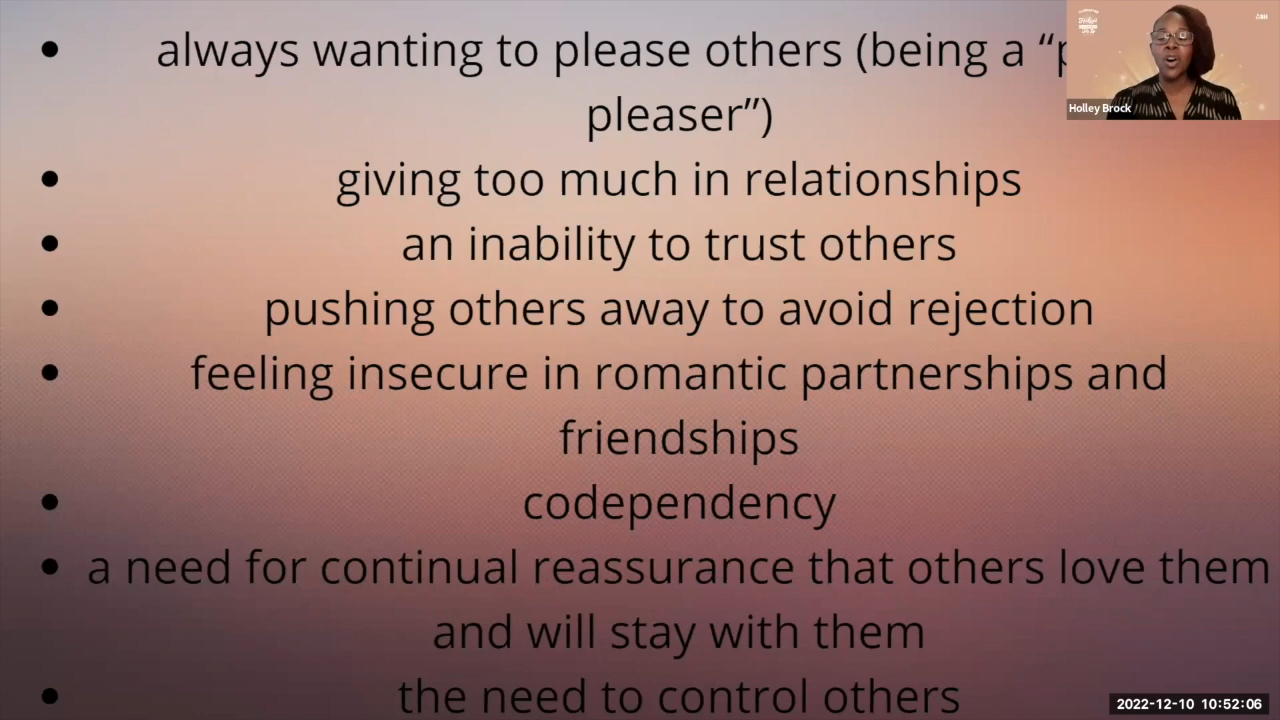 • always wanting to please others (being a “p
pleaser”)
• giving too much in relationships
• an inability to trust others
• pushing others away to avoid rejection
• feeling insecure in romantic partnerships and
friendships
• codependency
• a need for continual reassurance that others love them
and will stay with them
• the need to control others
Holley Brock
2022-12-10 10:52:06